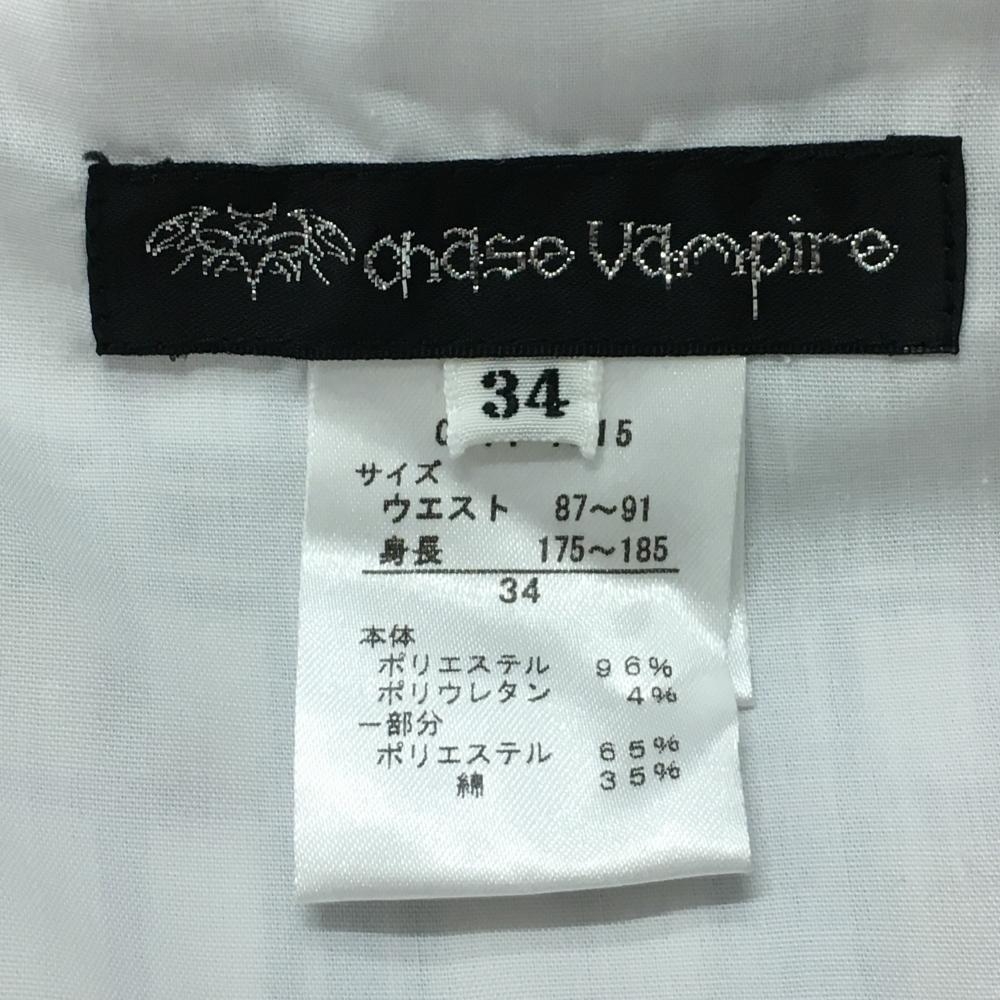 chase vampire
34
15
サイズ
ウエスト 87〜91
身長 175〜185
34
本体
ポリエステル 96%
ポリウレタン 4%
一部分
ポリエステル 65%
綿 35%